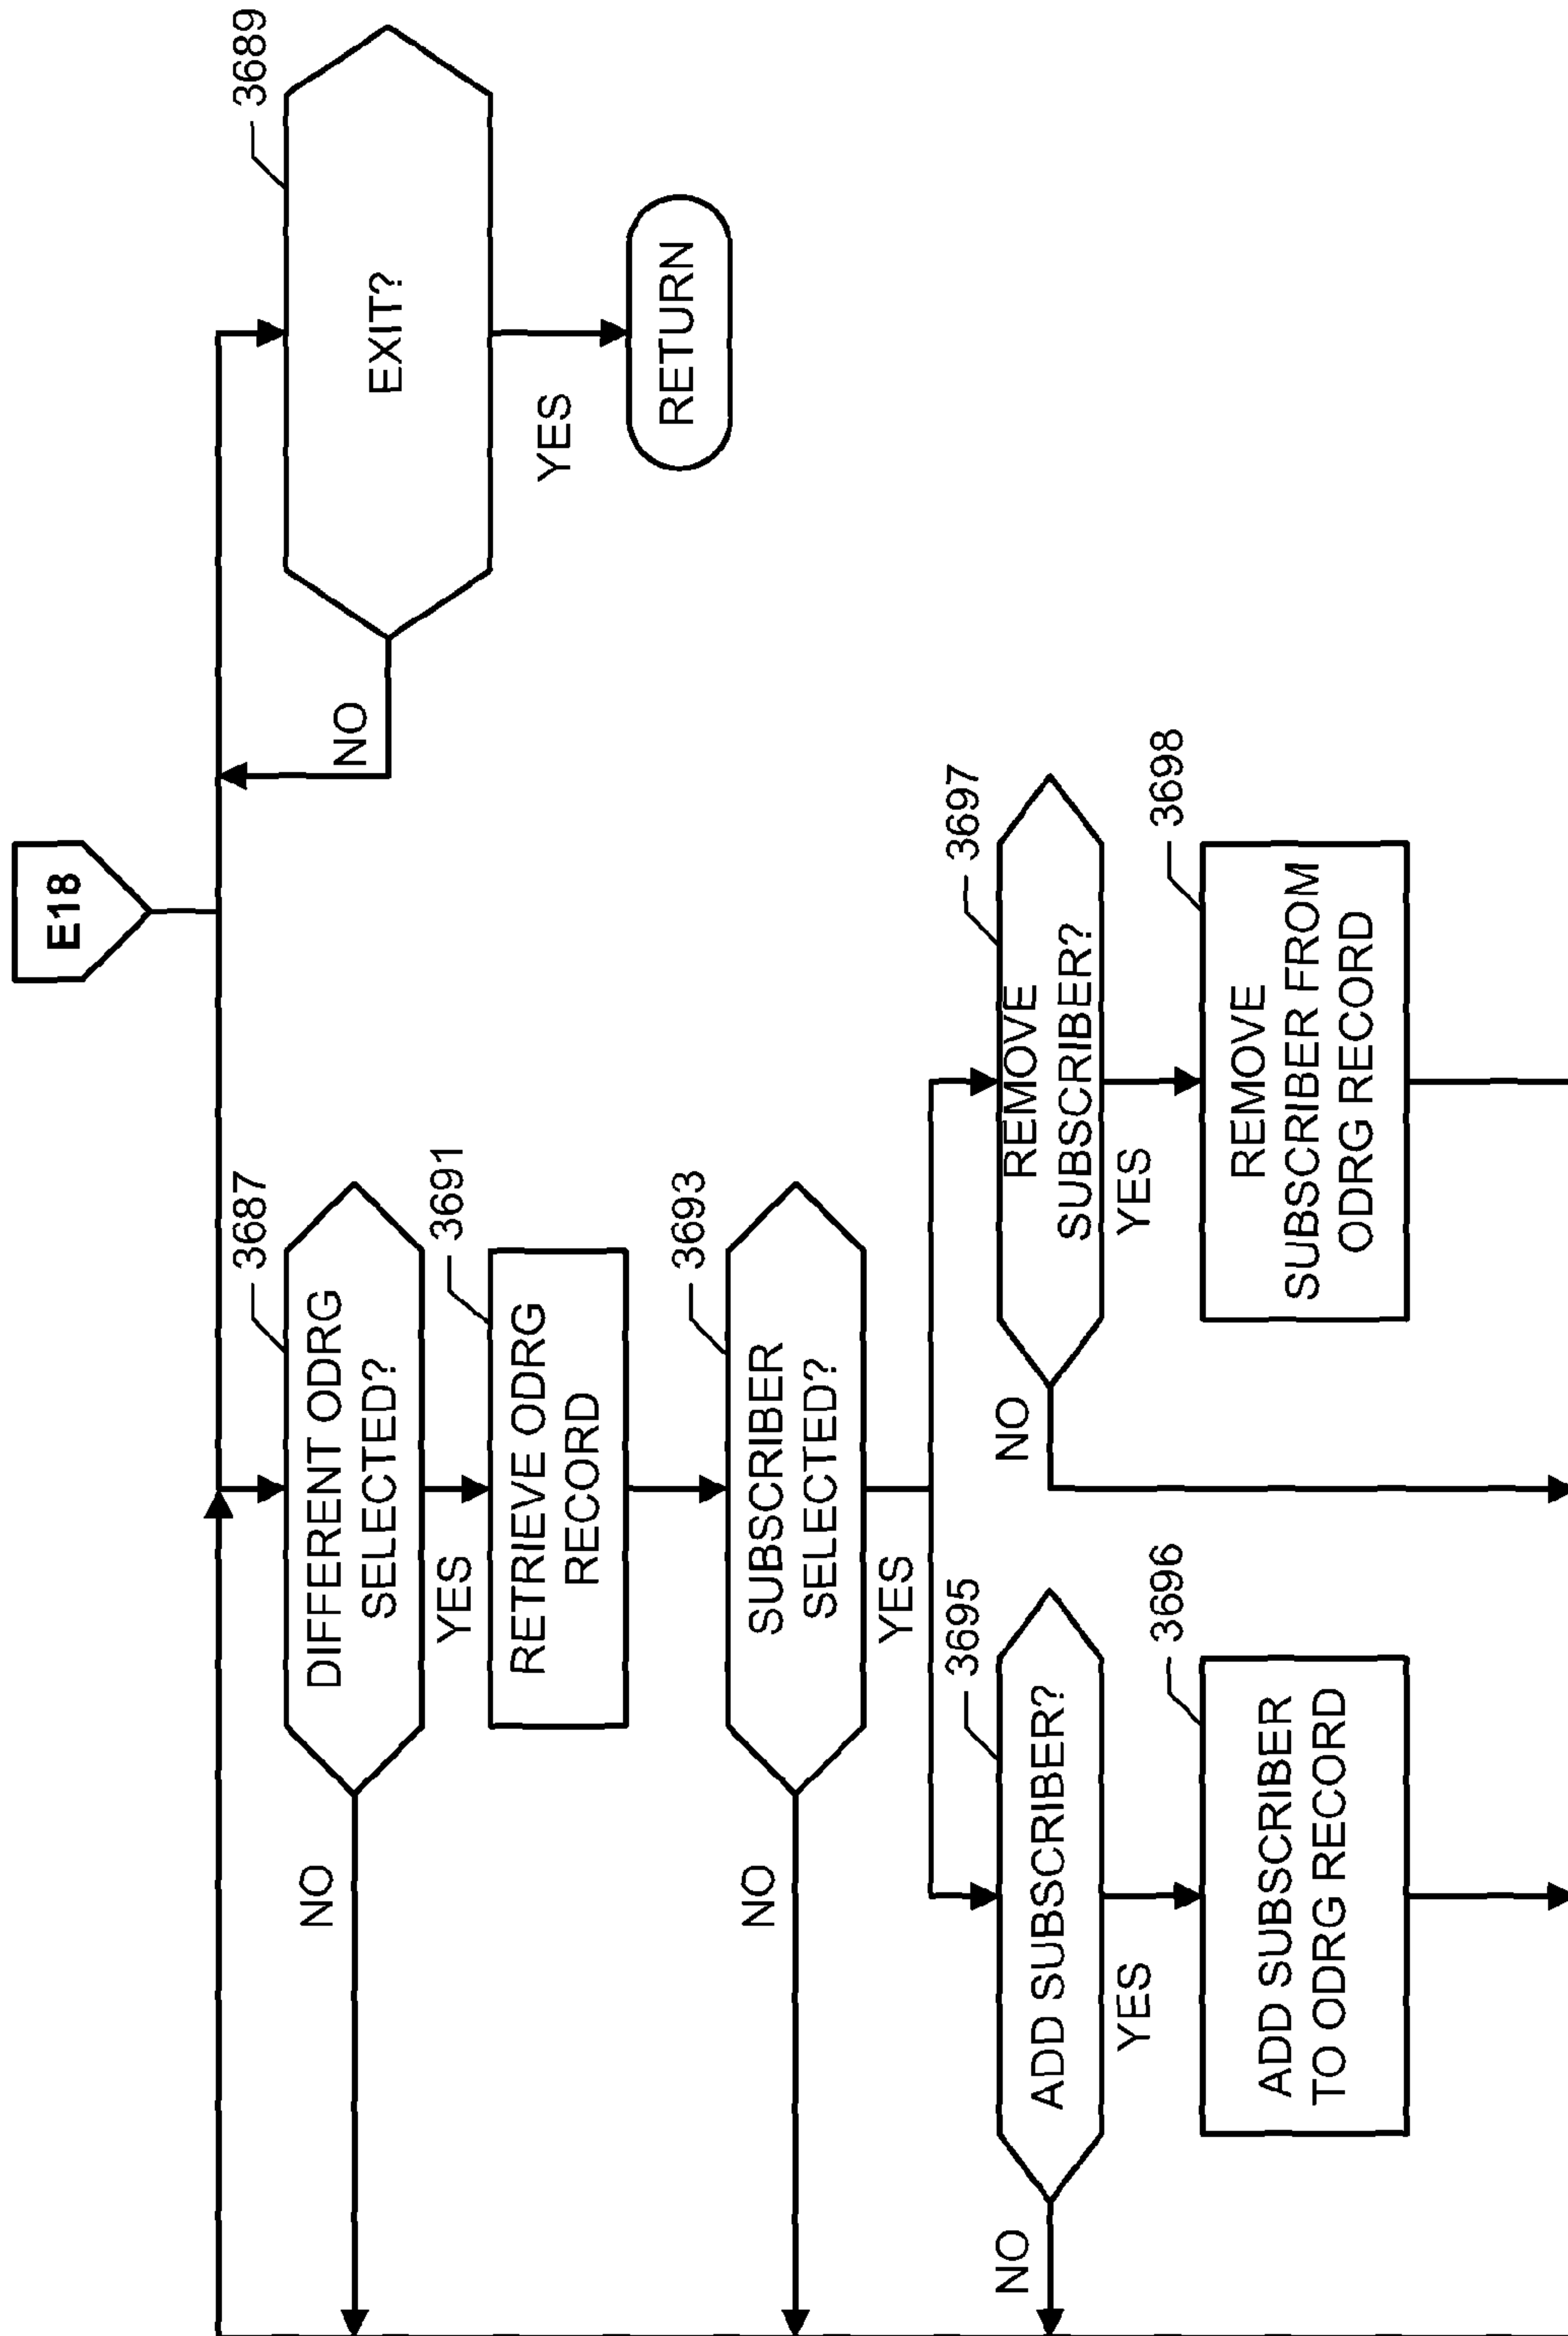 E18
3687
DIFFERENT ODRG
SELECTED?
NO
YES
3689
EXIT?
NO
YES
RETURN
3691
RETRIEVE ODRG
RECORD
3693
SUBSCRIBER
SELECTED?
NO
YES
3695
ADD SUBSCRIBER?
NO
YES
3697
REMOVE
SUBSCRIBER?
NO
YES
3696
ADD SUBSCRIBER
TO ODRG RECORD
3698
REMOVE
SUBSCRIBER FROM
ODRG RECORD